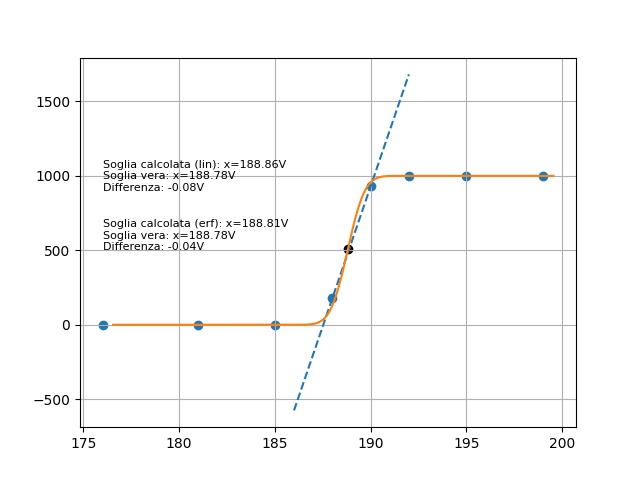 1500
1000
500
0
−500
Soglia calcolata (lin): x=188.86V
Soglia vera: x=188.78V
Differenza: -0.08V
Soglia calcolata (erf): x=188.81V
Soglia vera: x=188.78V
Differenza: -0.04V
175 180 185 190 195 200